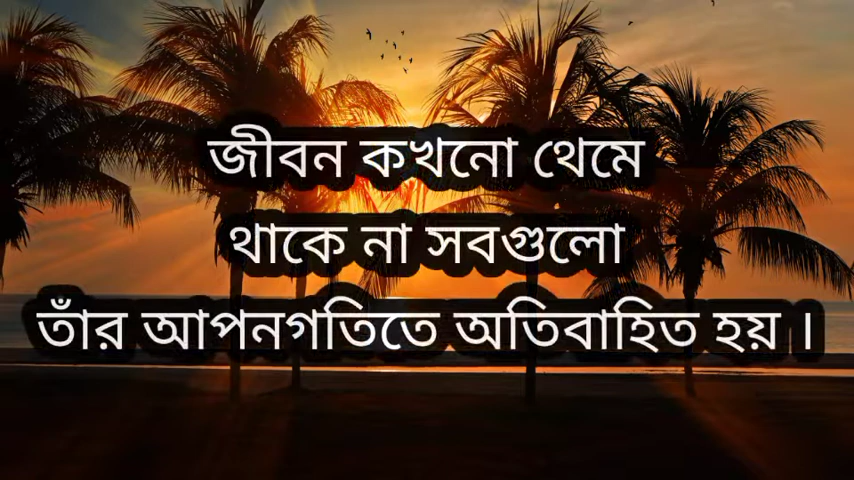 জীবন কখনো থেমে
থাকে না সবগুলো
তাঁর আপনগতিতে অতিবাহিত হয় ।